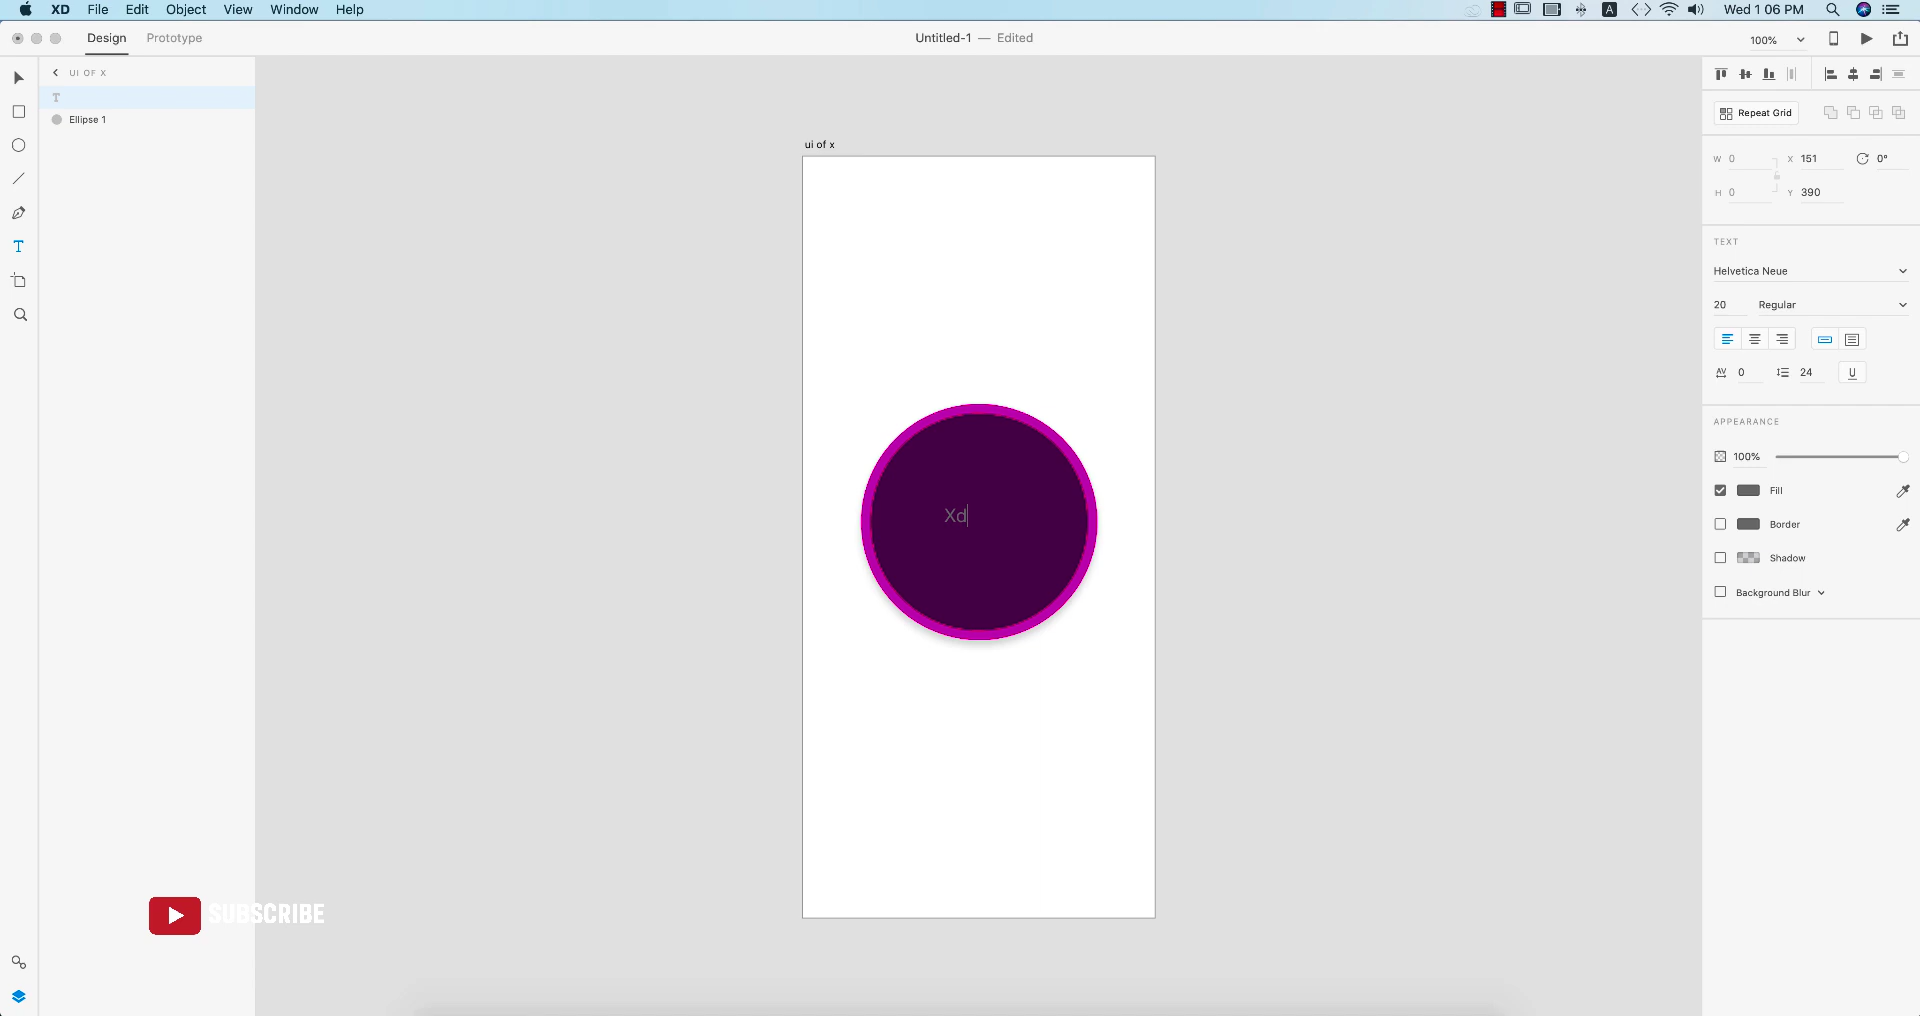 XD File Edit Object View Window Help
A
Wed 1 06 PM
Design Prototype
Untitled-1 — Edited
100%
UI OF X
T
Ellipse 1
ui of x
Xd
T
SUBSCRIBE
Repeat Grid
W 0 X 151 0°
H 0 Y 390
TEXT
Helvetica Neue
20 Regular
AV 0 24 U
APPEARANCE
100%
Fill
Border
Shadow
Background Blur